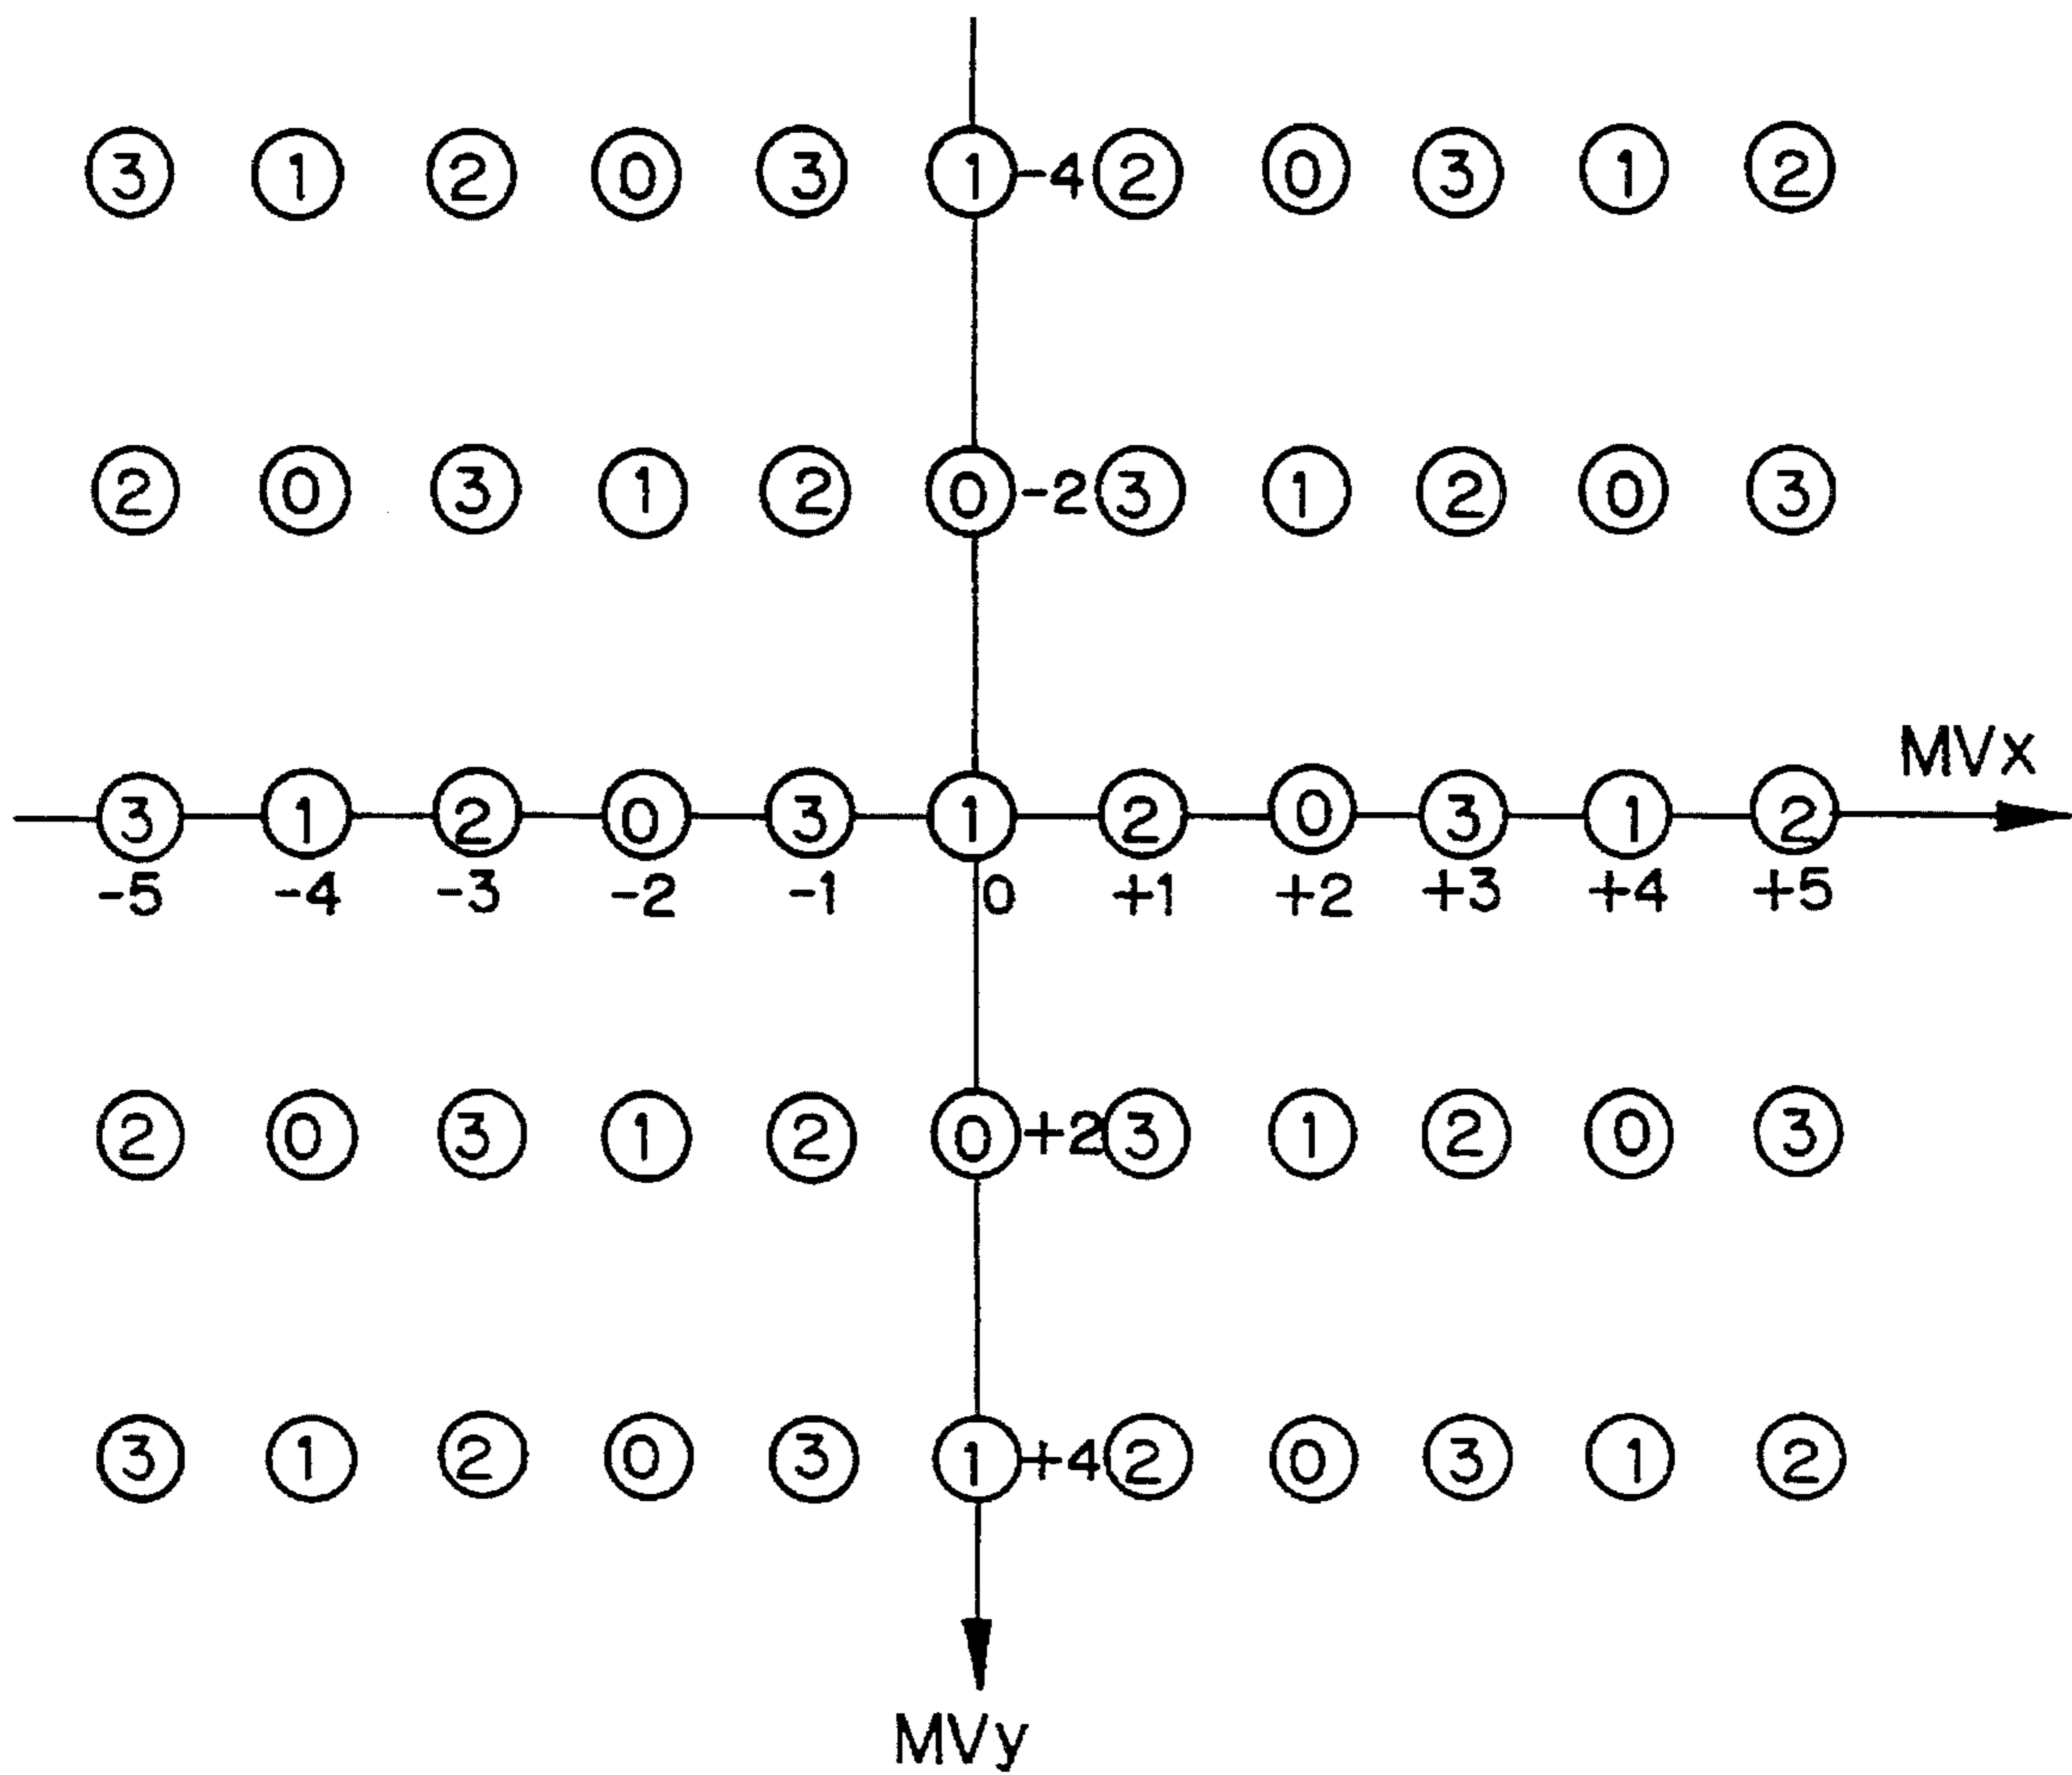 3 1 2 0 3 1 -4 2 0 3 1 2
2 0 3 1 2 0 -2 3 1 2 0 3
MVx
3 1 2 0 3 1 2 0 3 1 2
-5 -4 -3 -2 -1 0 +1 +2 +3 +4 +5
2 0 3 1 2 0 +2 3 1 2 0 3
3 1 2 0 3 1 +4 2 0 3 1 2
MVy